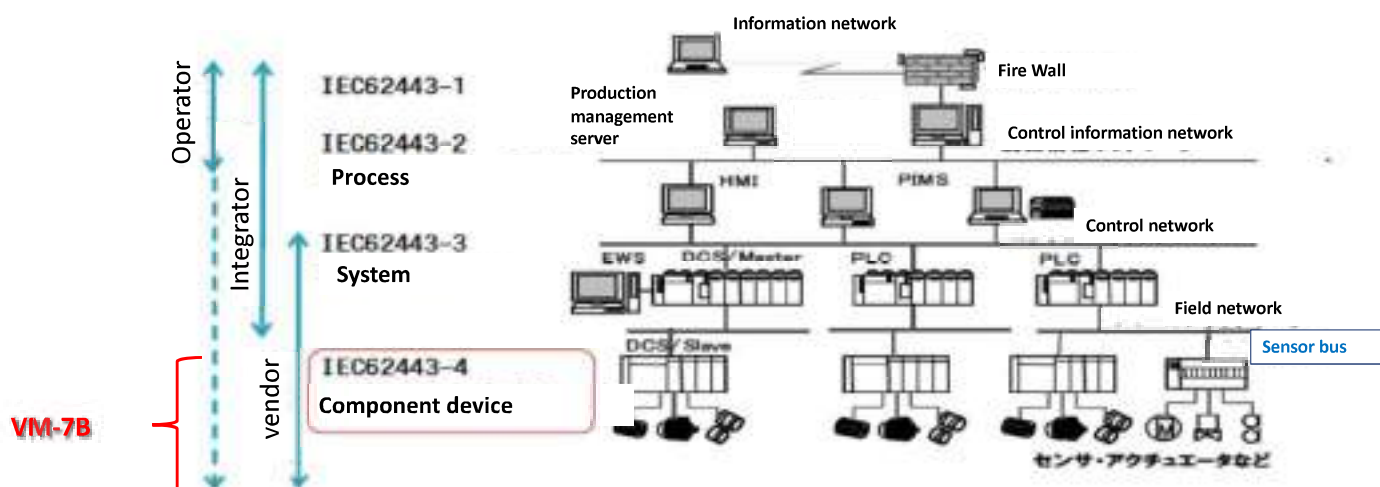 Information network
Fire Wall
Operator
IEC62443-1
Production
management
server
IEC62443-2
Control information network
Process
HMI
PIMS
Integrator
IEC62443-3
Control network
System
EWS
DCS/Master
PLC
PLC
Field network
DCS/Slave
Sensor bus
vendor
IEC62443-4
Component device
VM-7B
M
センサ・アクチュエータなど